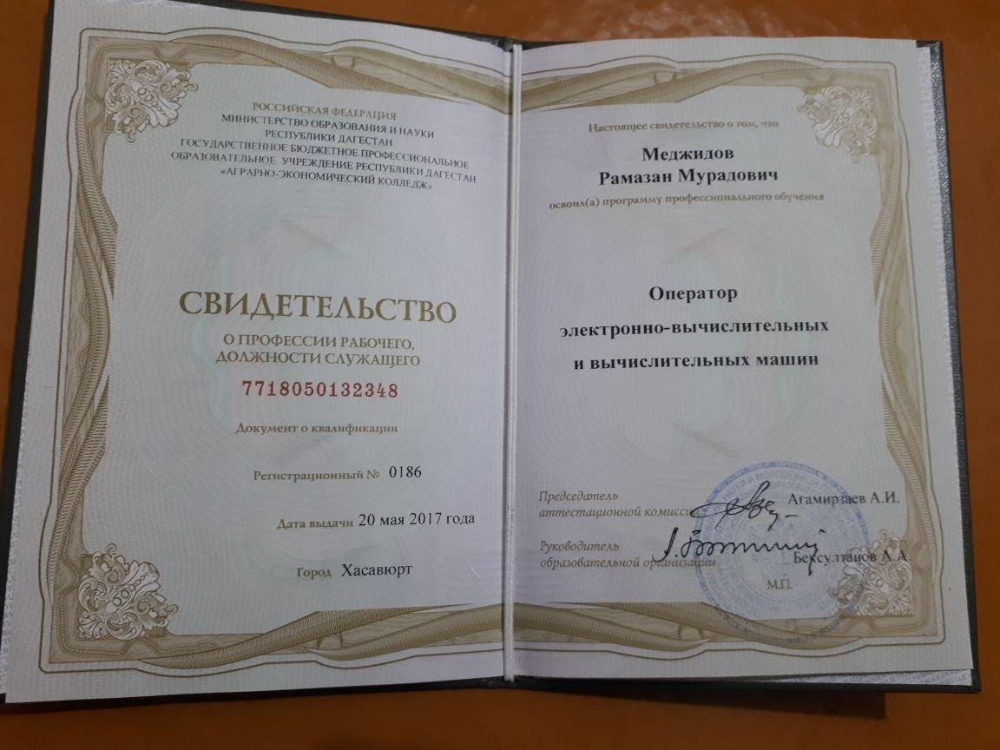 РОССИЙСКАЯ ФЕДЕРАЦИЯ
МИНИСТЕРСТВО ОБРАЗОВАНИЯ И НАУКИ
РЕСПУБЛИКИ ДАГЕСТАН
ГОСУДАРСТВЕННОЕ БЮДЖЕТНОЕ ПРОФЕССИОНАЛЬНОЕ
ОБРАЗОВАТЕЛЬНОЕ УЧРЕЖДЕНИЕ РЕСПУБЛИКИ ДАГЕСТАН
«АГРАРНО-ЭКОНОМИЧЕСКИЙ КОЛЛЕДЖ»
СВИДЕТЕЛЬСТВО
О ПРОФЕССИИ РАБОЧЕГО,
ДОЛЖНОСТИ СЛУЖАЩЕГО
7718050132348
Документ о квалификации
Регистрационный № 0186
Дата выдачи 20 мая 2017 года
Город Хасавюрт
Настоящее свидетельство о том, что
Меджидов
Рамазан Мурадович
освоил(а) программу профессионального обучения
Оператор
электронно-вычислительных
и вычислительных машин
Председатель
аттестационной комиссии Агамирзаев А.И.
Руководитель
образовательной организации Бексултанов А.А.
М.П.